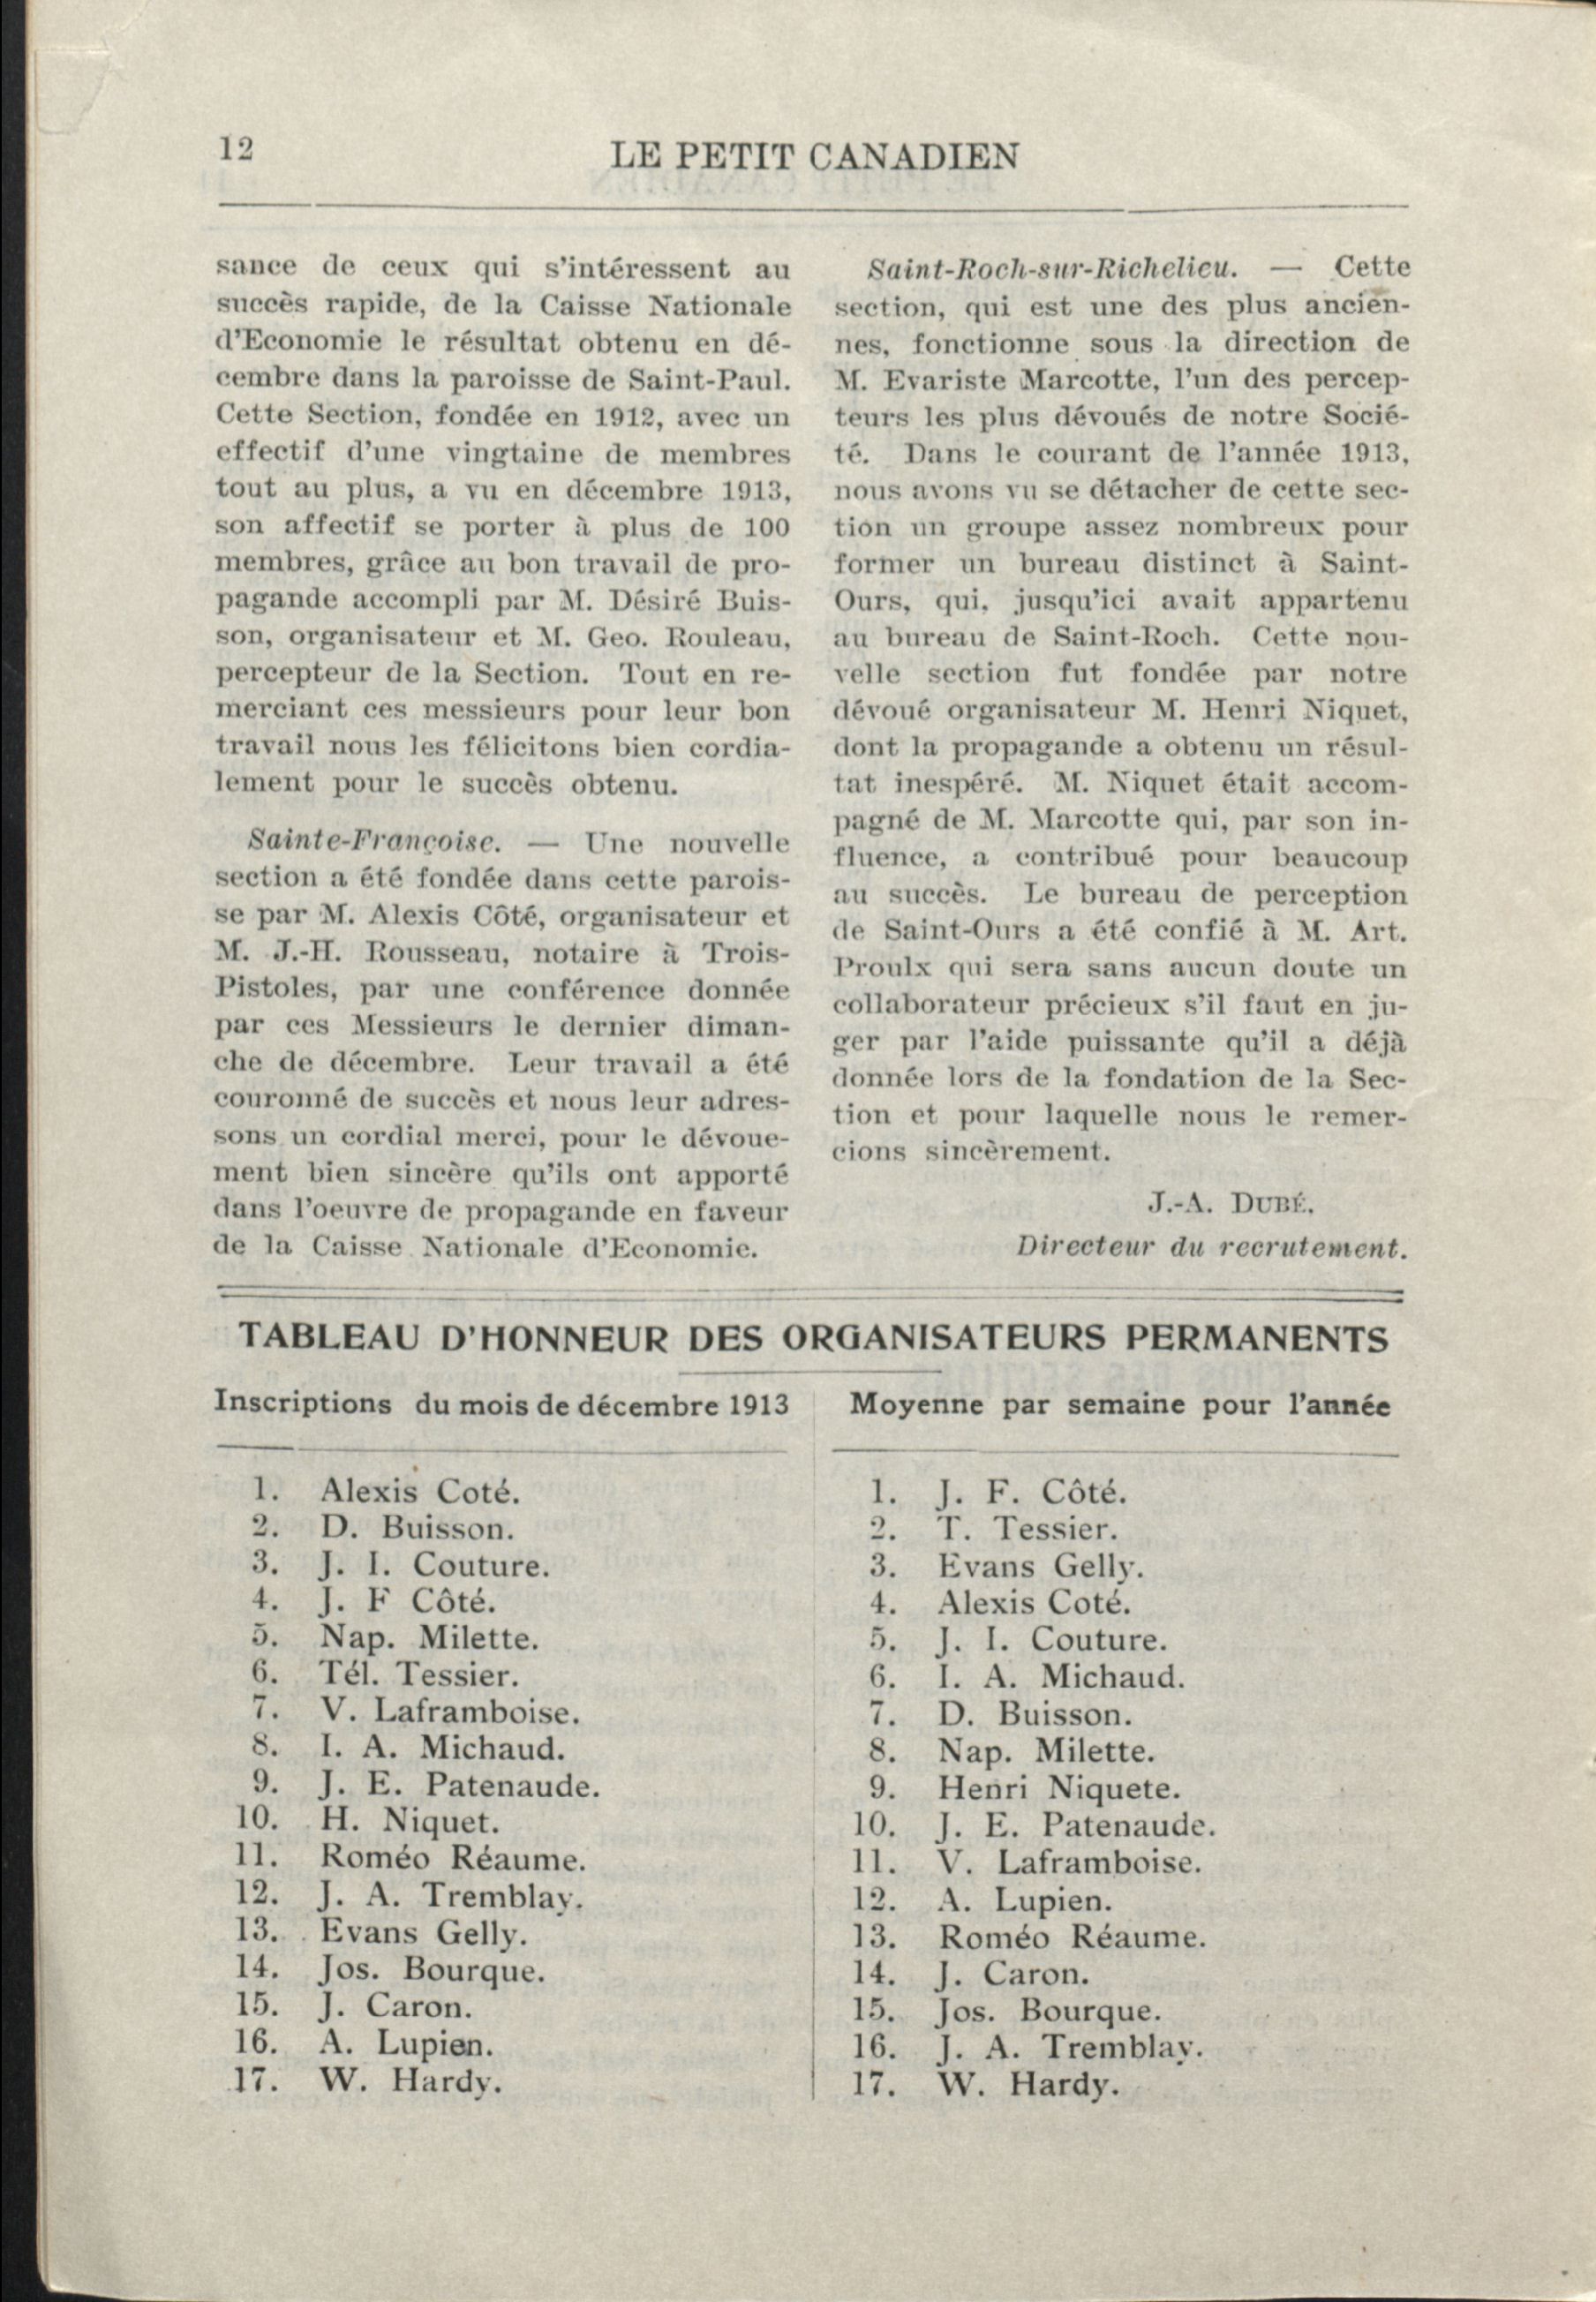 12
LE PETIT CANADIEN
sance de ceux qui s'intéressent au
succès rapide, de la Caisse Nationale
d'Economie le résultat obtenu en dé-
cembre dans la paroisse de Saint-Paul.
Cette Section, fondée en 1912, avec un
effectif d'une vingtaine de membres
tout au plus, a vu en décembre 1913,
son affectif se porter à plus de 100
membres, grâce au bon travail de pro-
pagande accompli par M. Désiré Buis-
son, organisateur et M. Geo. Rouleau,
percepteur de la Section. Tout en re-
merciant ces messieurs pour leur bon
travail nous les félicitons bien cordia-
lement pour le succès obtenu.
Sainte-Françoise. — Une nouvelle
section a été fondée dans cette parois-
se par M. Alexis Côté, organisateur et
M. J.-H. Rousseau, notaire à Trois-
Pistoles, par une conférence donnée
par ces Messieurs le dernier diman-
che de décembre. Leur travail a été
couronné de succès et nous leur adres-
sons un cordial merci, pour le dévoue-
ment bien sincère qu'ils ont apporté
dans l'oeuvre de propagande en faveur
de la Caisse Nationale d'Economie.
Saint-Roch-sur-Richelieu. — Cette
section, qui est une des plus ancien-
nes, fonctionne sous la direction de
M. Evariste Marcotte, l'un des percep-
teurs les plus dévoués de notre Socié-
té. Dans le courant de l'année 1913,
nous avons vu se détacher de cette sec-
tion un groupe assez nombreux pour
former un bureau distinct à Saint-
Ours, qui, jusqu'ici avait appartenu
au bureau de Saint-Roch. Cette nou-
velle section fut fondée par notre
dévoué organisateur M. Henri Niquet,
dont la propagande a obtenu un résul-
tat inespéré. M. Niquet était accom-
pagné de M. Marcotte qui, par son in-
fluence, a contribué pour beaucoup
au succès. Le bureau de perception
de Saint-Ours a été confié à M. Art.
Proulx qui sera sans aucun doute un
collaborateur précieux s'il faut en ju-
ger par l'aide puissante qu'il a déjà
donnée lors de la fondation de la Sec-
tion et pour laquelle nous le remer-
cions sincèrement.
J.-A. DUBÉ.
Directeur du recrutement.
TABLEAU D'HONNEUR DES ORGANISATEURS PERMANENTS
Inscriptions du mois de décembre 1913
1. Alexis Coté.
2. D. Buisson.
3. J. I. Couture.
4. J. F Côté.
5. Nap. Milette.
6. Tél. Tessier.
7. V. Laframboise.
8. I. A. Michaud.
9. J. E. Patenaude.
10. H. Niquet.
11. Roméo Réaume.
12. J. A. Tremblay.
13. Evans Gelly.
14. Jos. Bourque.
15. J. Caron.
16. A. Lupien.
17. W. Hardy.
Moyenne par semaine pour l'année
1. J. F. Côté.
2. T. Tessier.
3. Evans Gelly.
4. Alexis Coté.
5. J. I. Couture.
6. I. A. Michaud.
7. D. Buisson.
8. Nap. Milette.
9. Henri Niquete.
10. J. E. Patenaude.
11. V. Laframboise.
12. A. Lupien.
13. Roméo Réaume.
14. J. Caron.
15. Jos. Bourque.
16. J. A. Tremblay.
17. W. Hardy.